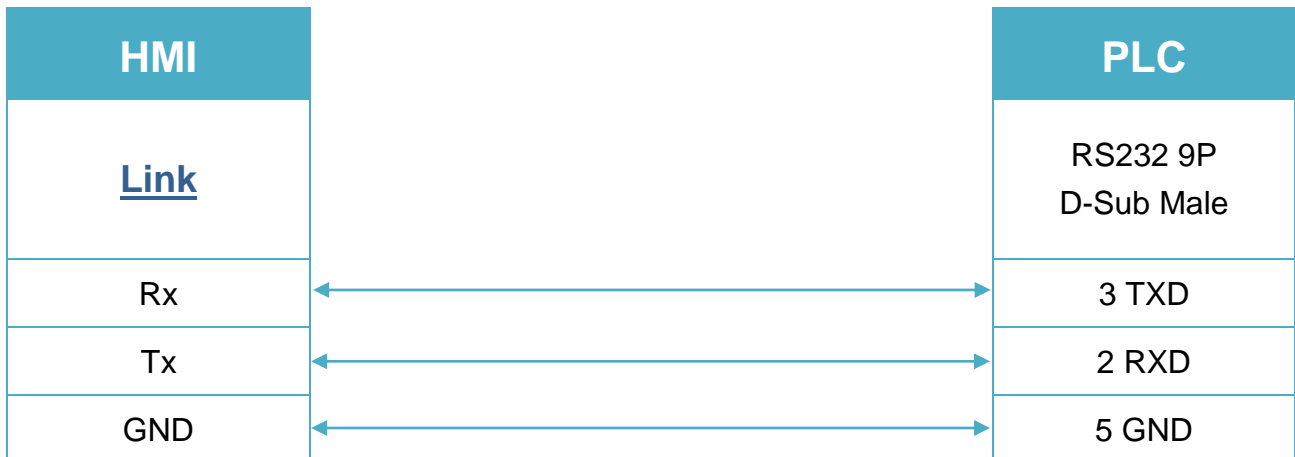 HMI PLC
Link RS232 9P
D-Sub Male
Rx 3 TXD
Tx 2 RXD
GND 5 GND